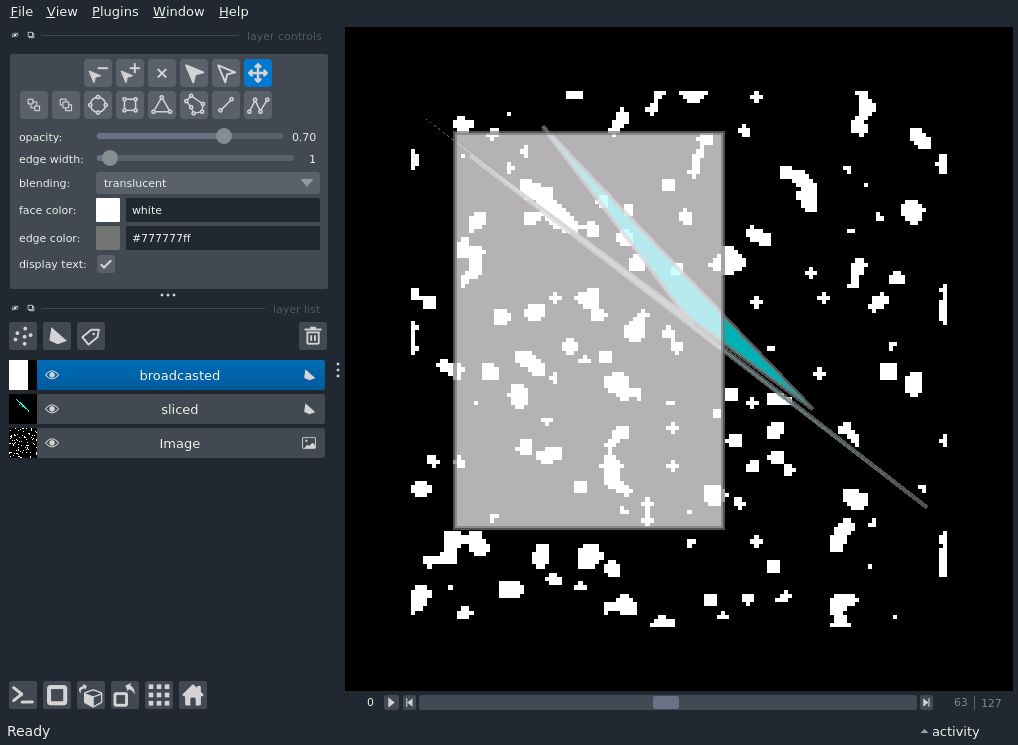 File View Plugins Window Help
layer controls
opacity: 0.70
edge width: 1
blending: translucent
face color: white
edge color: #777777ff
display text:
layer list
broadcasted
sliced
Image
0 63 127
Ready activity